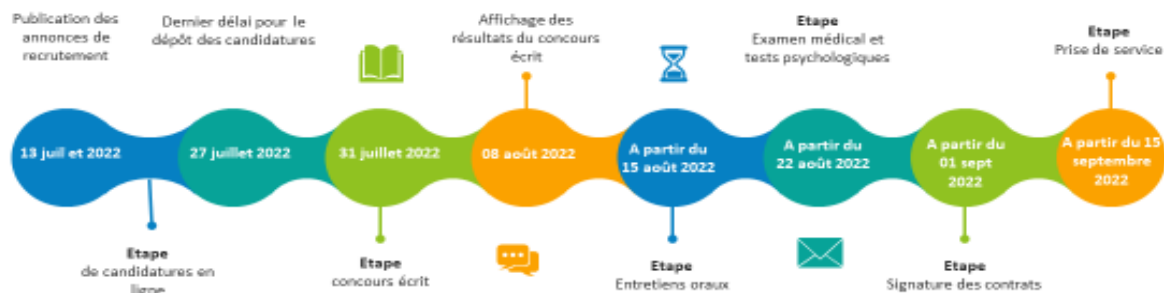 Publication des
annonces de
recrutement
Dernier délai pour le
dépôt des candidatures
Affichage des
résultats du concours
écrit
Etape
Examen médical et
tests psychologiques
Etape
Prise de service
13 juil et 2022
27 juillet 2022
31 juillet 2022
08 août 2022
A partir du
15 août 2022
A partir du
22 août 2022
A partir du
01 sept
2022
A partir du 15
septembre
2022
Etape
de candidatures en
ligne
Etape
concours écrit
Etape
Entretiens oraux
Etape
Signature des contrats